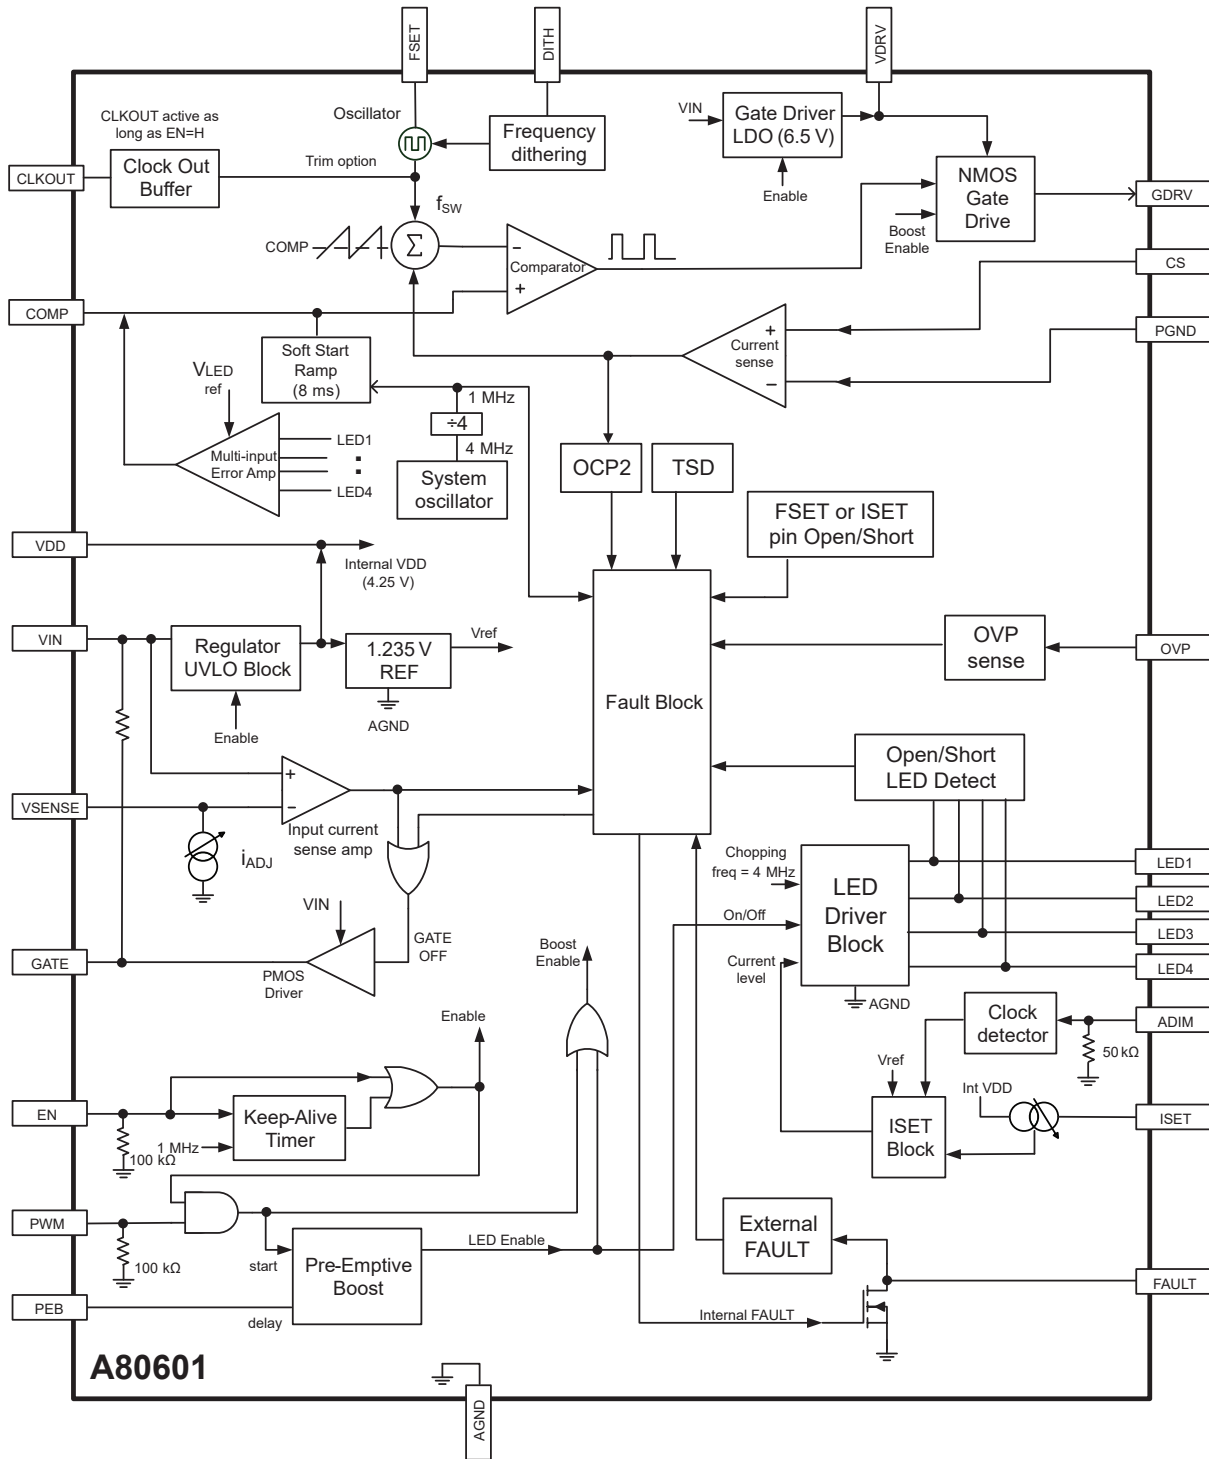 FSET
DITH
VDRV
CLKOUT active as
long as EN=H
Oscillator
Trim option
Frequency
dithering
VIN
Gate Driver
LDO (6.5 V)
Enable
CLKOUT
Clock Out
Buffer
NMOS
Gate
Drive
GDRV
Boost
Enable
fSW
COMP
Σ
−
Comparator
+
CS
COMP
PGND
Soft Start
Ramp
(8 ms)
+
Current
sense
−
VLED
ref
1 MHz
÷4
4 MHz
Multi-input
Error Amp
LED1
:
LED4
System
oscillator
OCP2
TSD
FSET or ISET
pin Open/Short
VDD
Internal VDD
(4.25 V)
VIN
Regulator
UVLO Block
1.235 V
REF
Vref
AGND
Enable
Fault Block
OVP
sense
OVP
Open/Short
LED Detect
+
−
VSENSE
Input current
sense amp
iADJ
Chopping
freq = 4 MHz
LED
Driver
Block
LED1
LED2
LED3
LED4
On/Off
Current
level
AGND
VIN
GATE
OFF
GATE
PMOS
Driver
Boost
Enable
Clock
detector
ADIM
50 kΩ
Enable
Vref
Int VDD
EN
Keep-Alive
Timer
1 MHz
100 kΩ
ISET
Block
ISET
PWM
100 kΩ
start
Pre-Emptive
Boost
LED Enable
External
FAULT
FAULT
PEB
delay
Internal FAULT
A80601
AGND